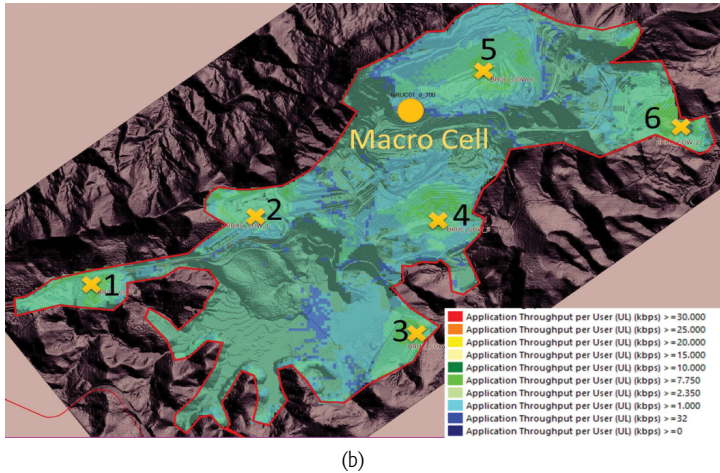 5
BRUCOT_6_700
6
Macro Cell
2
4
1
3
Application Throughput per User (UL) (kbps) >=30.000
Application Throughput per User (UL) (kbps) >=25.000
Application Throughput per User (UL) (kbps) >=20.000
Application Throughput per User (UL) (kbps) >=15.000
Application Throughput per User (UL) (kbps) >=10.000
Application Throughput per User (UL) (kbps) >=7.750
Application Throughput per User (UL) (kbps) >=2.350
Application Throughput per User (UL) (kbps) >=1.000
Application Throughput per User (UL) (kbps) >=32
Application Throughput per User (UL) (kbps) >=0
(b)